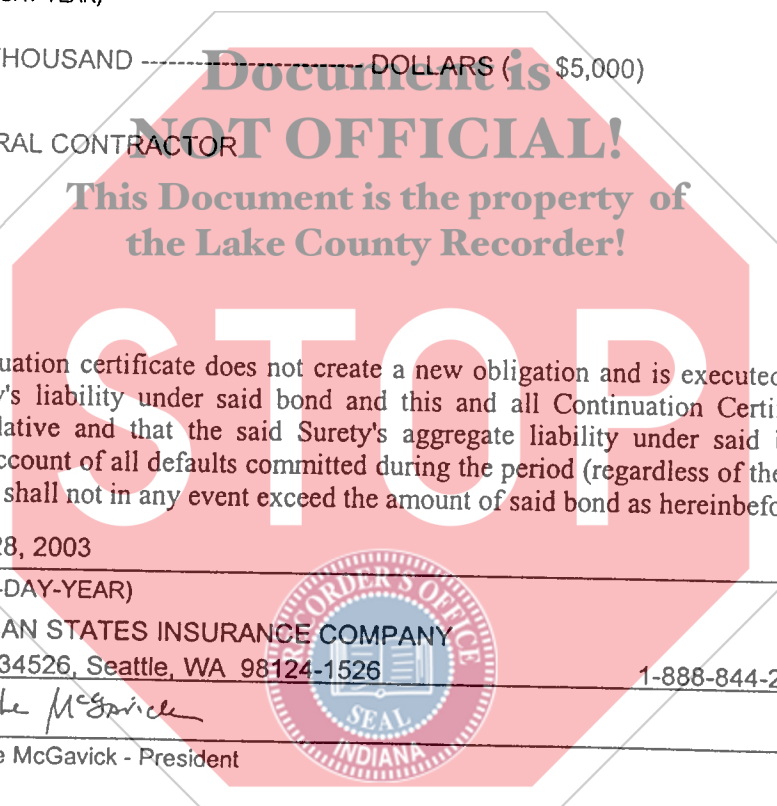 THOUSAND ------------------------ DOLLARS ( $5,000)
Document is
RAL CONTRACTOR
NOT OFFICIAL!
This Document is the property of
the Lake County Recorder!
STOP
uation certificate does not create a new obligation and is executed
y's liability under said bond and this and all Continuation Certi
lative and that the said Surety's aggregate liability under said i
ccount of all defaults committed during the period (regardless of the
shall not in any event exceed the amount of said bond as hereinbefo
28, 2003
-DAY-YEAR)
AN STATES INSURANCE COMPANY
34526, Seattle, WA 98124-1526 1-888-844-2
McGavick
e McGavick - President
RECORDER'S OFFICE
SEAL
INDIANA